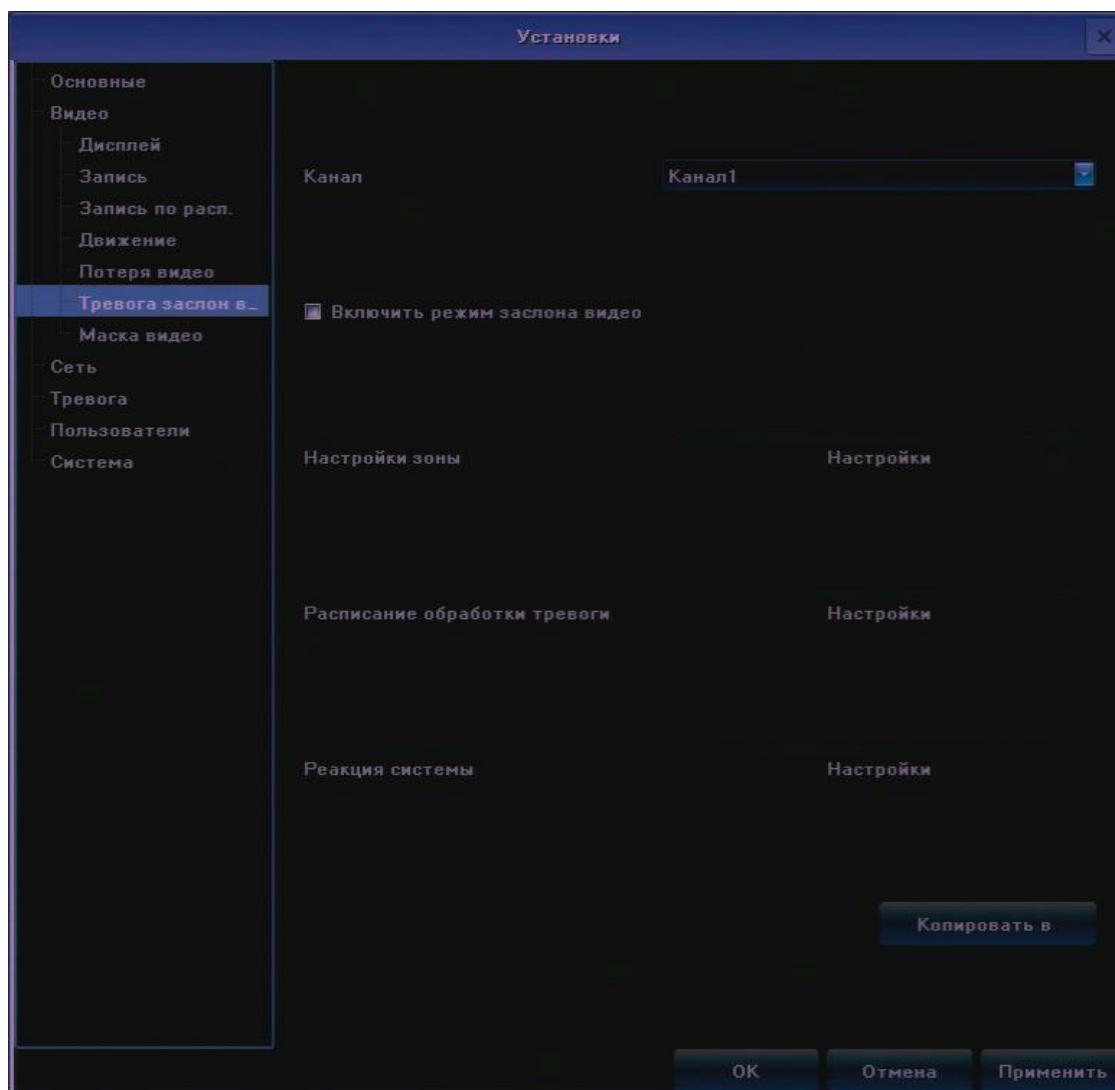 Установки
Основные
Видео
Дисплей
Запись
Запись по расп.
Движение
Потеря видео
Тревога заслон в...
Маска видео
Сеть
Тревога
Пользователи
Система
Канал Канал1
Включить режим заслона видео
Настройки зоны Настройки
Расписание обработки тревоги Настройки
Реакция системы Настройки
Копировать в
ОК Отмена Применить